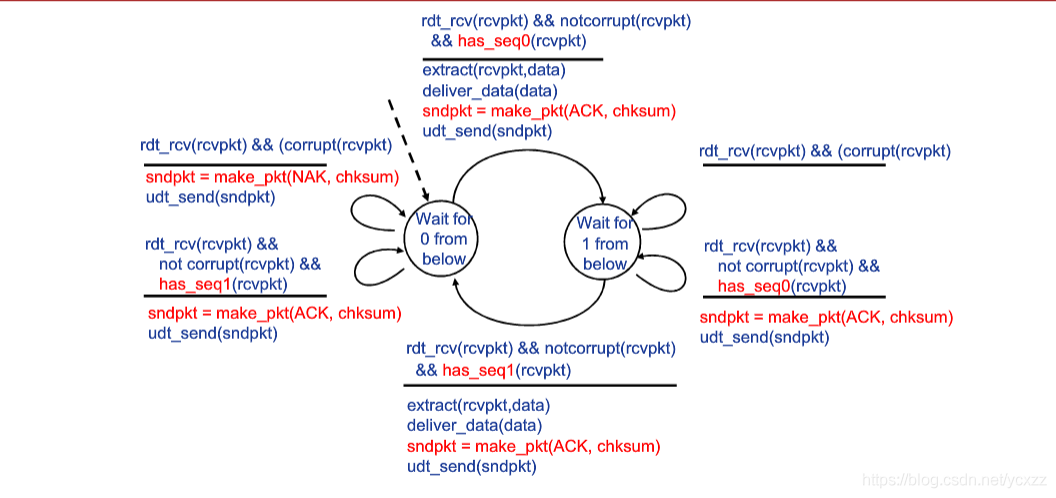 rdt_rcv(rcvpkt) && notcorrupt(rcvpkt)
&& has_seq0(rcvpkt)
extract(rcvpkt,data)
deliver_data(data)
sndpkt = make_pkt(ACK, chksum)
udt_send(sndpkt)
rdt_rcv(rcvpkt) && (corrupt(rcvpkt)
sndpkt = make_pkt(NAK, chksum)
udt_send(sndpkt)
rdt_rcv(rcvpkt) &&
not corrupt(rcvpkt) &&
has_seq1(rcvpkt)
sndpkt = make_pkt(ACK, chksum)
udt_send(sndpkt)
Wait for
0 from
below
Wait for
1 from
below
rdt_rcv(rcvpkt) && (corrupt(rcvpkt)
rdt_rcv(rcvpkt) &&
not corrupt(rcvpkt) &&
has_seq0(rcvpkt)
sndpkt = make_pkt(ACK, chksum)
udt_send(sndpkt)
rdt_rcv(rcvpkt) && notcorrupt(rcvpkt)
&& has_seq1(rcvpkt)
extract(rcvpkt,data)
deliver_data(data)
sndpkt = make_pkt(ACK, chksum)
udt_send(sndpkt)
https://blog.csdn.net/ycxzz